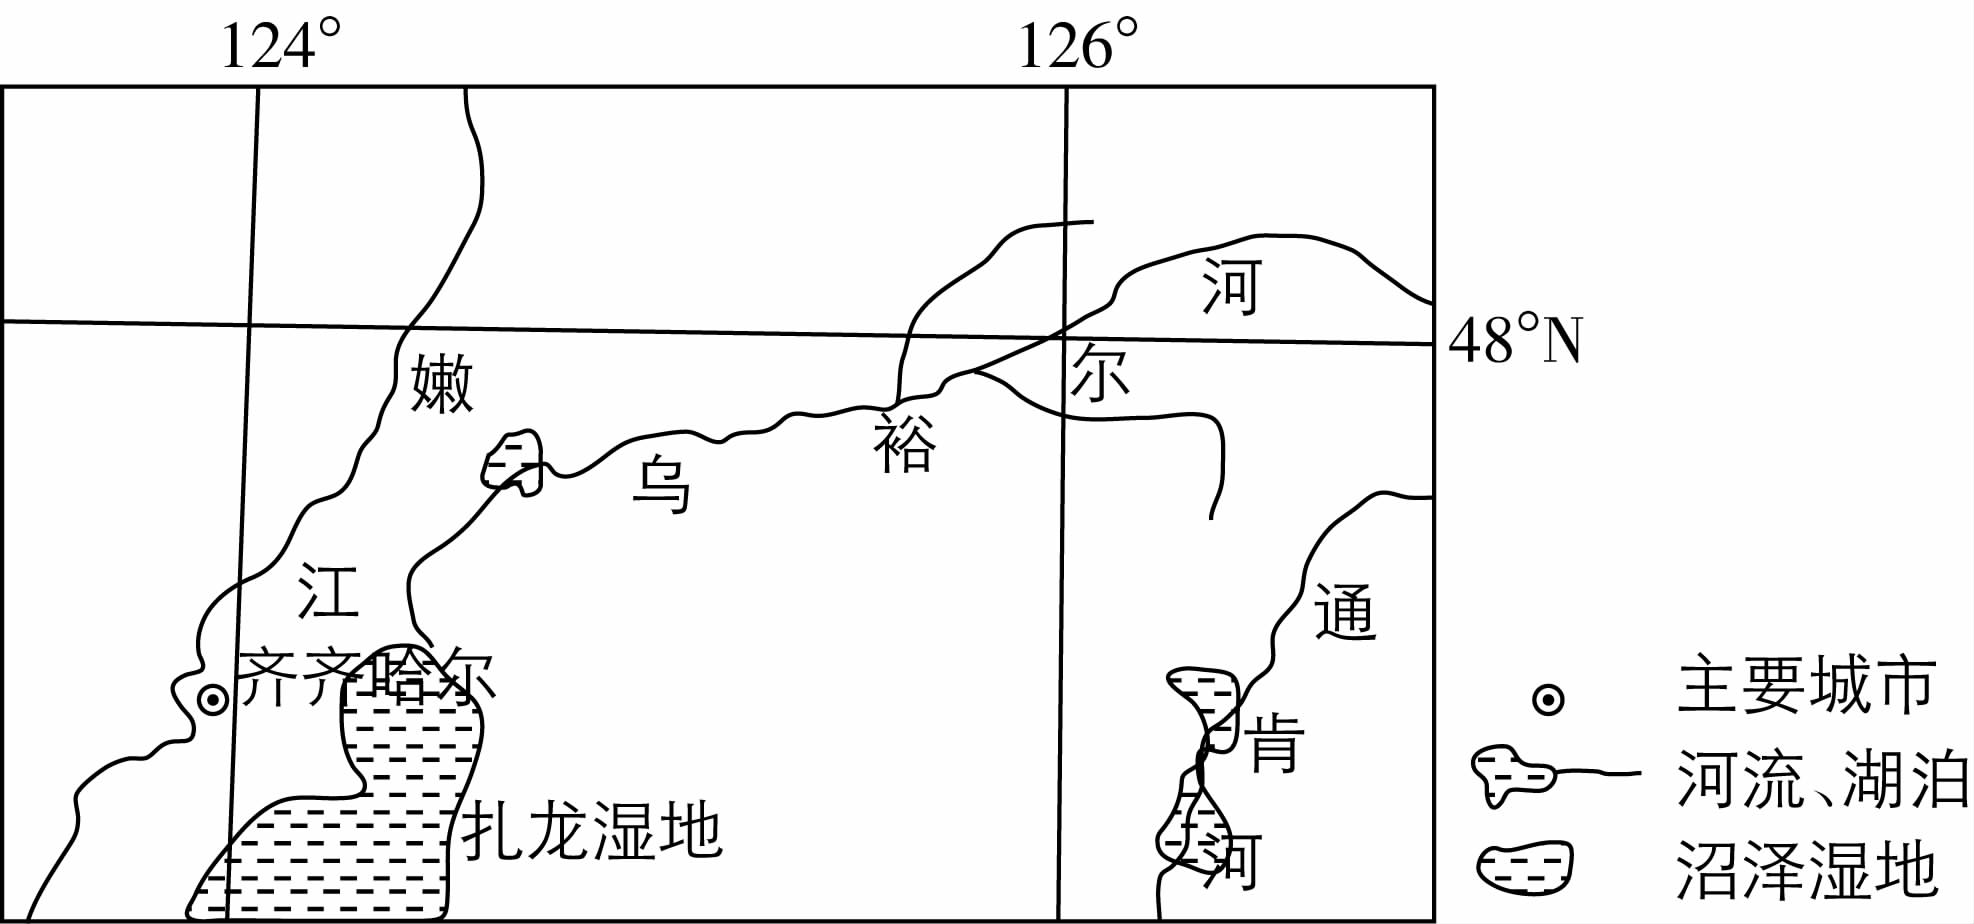 124°
126°
河
48°N
尔
嫩
裕
乌
江
通
齐齐哈尔
主要城市
肯
河流、湖泊
扎龙湿地
河
沼泽湿地